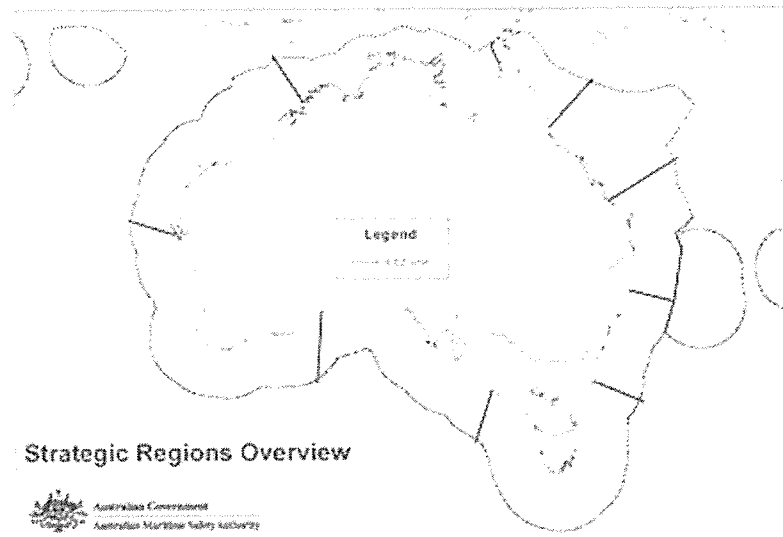 Legend
Strategic Regions Overview
Australian Government
Australian Maritime Safety Authority